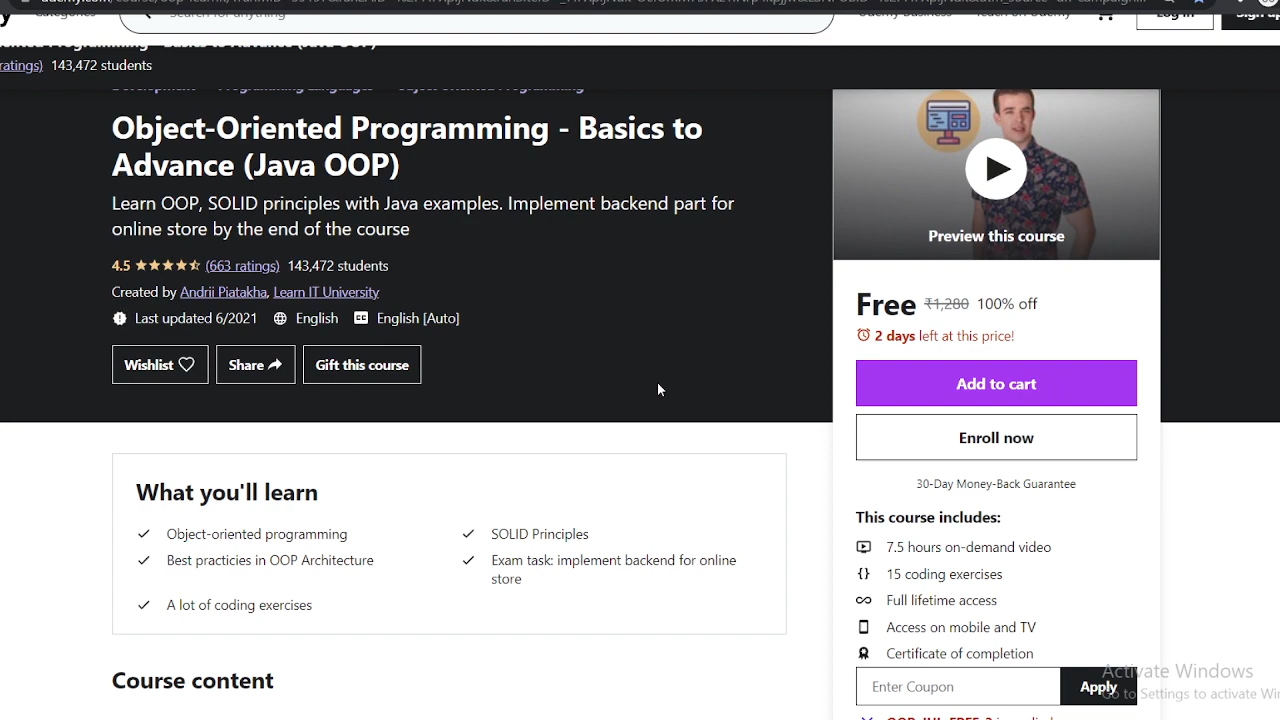 ratings) 143,472 students
Object-Oriented Programming - Basics to
Advance (Java OOP)
Learn OOP, SOLID principles with Java examples. Implement backend part for
online store by the end of the course
4.5 (663 ratings) 143,472 students
Created by Andrii Piatakha, Learn IT University
Last updated 6/2021 English English [Auto]
Wishlist Share Gift this course
Preview this course
Free ₹1,280 100% off
2 days left at this price!
Add to cart
Enroll now
30-Day Money-Back Guarantee
This course includes:
7.5 hours on-demand video
{} 15 coding exercises
Full lifetime access
Access on mobile and TV
Certificate of completion
Enter Coupon Apply
What you'll learn
Object-oriented programming
SOLID Principles
Best practicies in OOP Architecture
Exam task: implement backend for online
store
A lot of coding exercises
Course content
Activate Windows
Go to Settings to activate Win